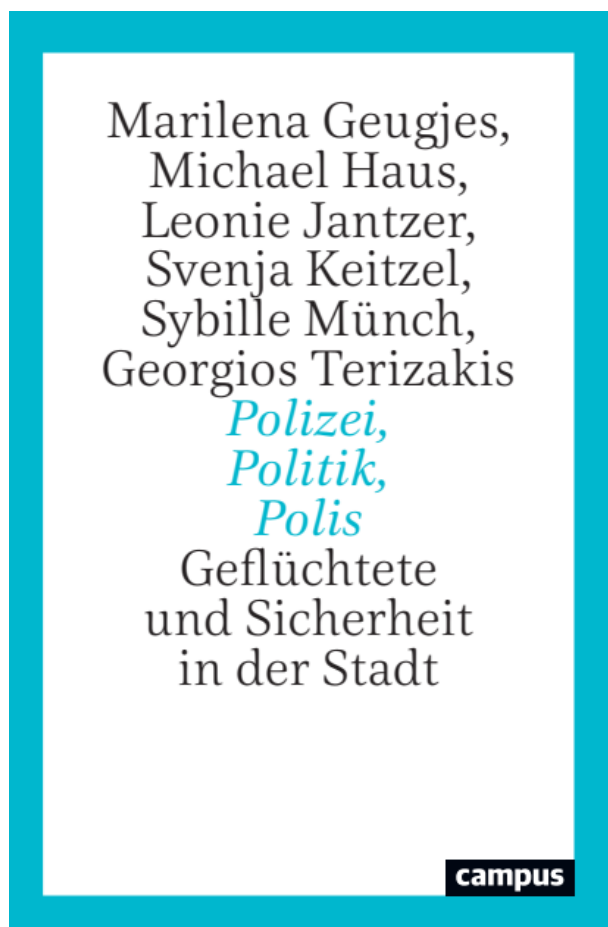 Marilena Geugjes,
Michael Haus,
Leonie Jantzer,
Svenja Keitzel,
Sybille Münch,
Georgios Terizakis
Polizei,
Politik,
Polis
Geflüchtete
und Sicherheit
in der Stadt
campus